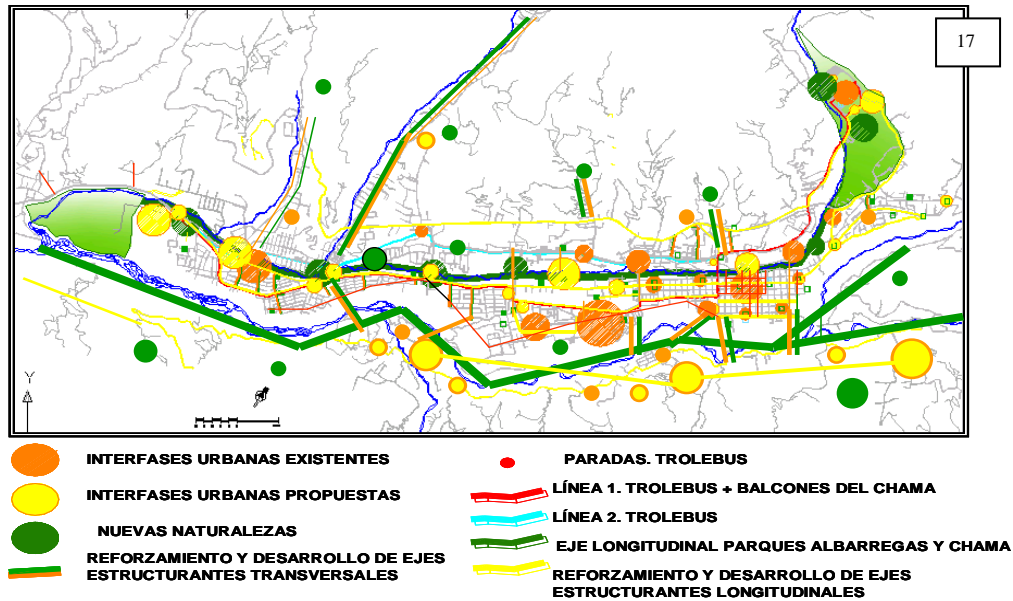 17
Y
INTERFASES URBANAS EXISTENTES
INTERFASES URBANAS PROPUESTAS
NUEVAS NATURALEZAS
REFORZAMIENTO Y DESARROLLO DE EJES
ESTRUCTURANTES TRANSVERSALES
PARADAS. TROLEBUS
LÍNEA 1. TROLEBUS + BALCONES DEL CHAMA
LÍNEA 2. TROLEBUS
EJE LONGITUDINAL PARQUES ALBARREGAS Y CHAMA
REFORZAMIENTO Y DESARROLLO DE EJES
ESTRUCTURANTES LONGITUDINALES